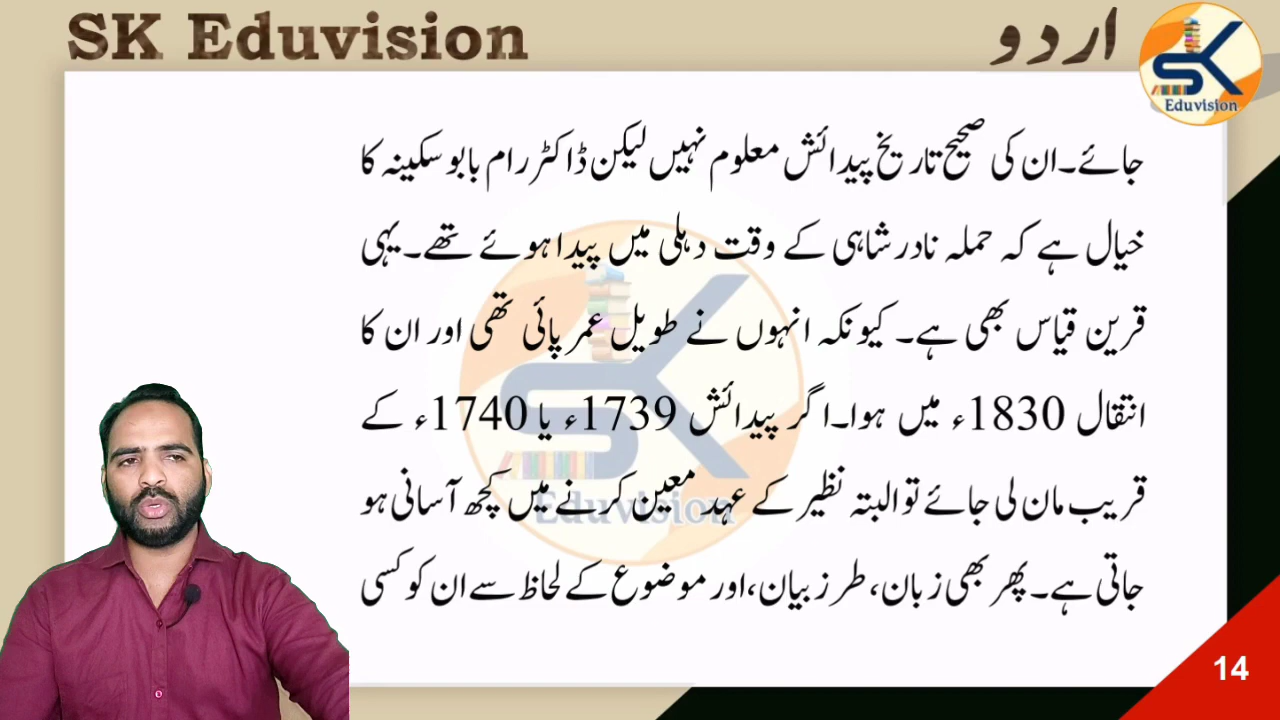 SK Eduvision
اردو
SK
Eduvision
جائے۔ان کی صحیح تاریخ پیدائش معلوم نہیں لیکن ڈاکٹر رام بابو سکینہ کا
خیال ہے کہ حملہ نادر شاہی کے وقت دہلی میں پیدا ہوئے تھے۔ یہی
قرین قیاس بھی ہے۔ کیونکہ انہوں نے طویل عمر پائی تھی اور ان کا
انتقال 1830ء میں ہوا۔اگر پیدائش 1739ء یا 1740ء کے
قریب مان لی جائے تو البتہ نظیر کے عہد معین کرنے میں کچھ آسانی ہو
جاتی ہے۔ پھر بھی زبان، طرز بیان،اور موضوع کے لحاظ سے ان کو کسی
SK
Eduvision
14